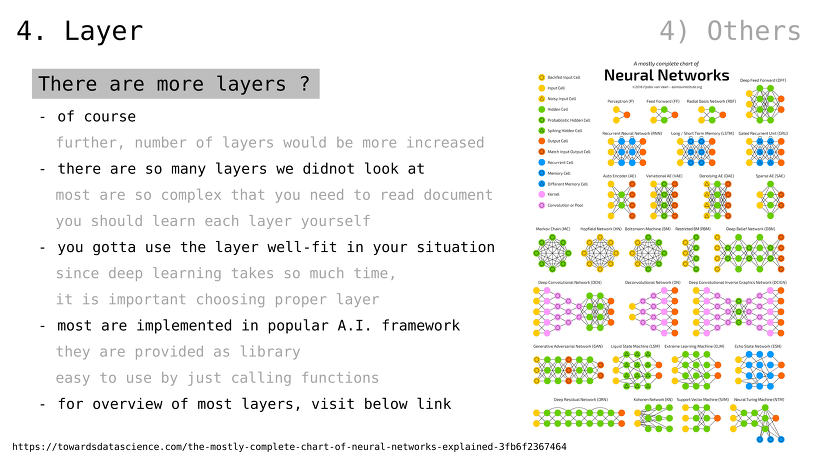 4. Layer
4) Others
There are more layers ?
- of course
further, number of layers would be more increased
- there are so many layers we didnot look at
most are so complex that you need to read document
you should learn each layer yourself
- you gotta use the layer well-fit in your situation
since deep learning takes so much time,
it is important choosing proper layer
- most are implemented in popular A.I. framework
they are provided as library
easy to use by just calling functions
- for overview of most layers, visit below link
https://towardsdatascience.com/the-mostly-complete-chart-of-neural-networks-explained-3fb6f2367464
A mostly complete chart of
Neural Networks
©2016 Fjodor van Veen - asimovinstitute.org
Backfed Input Cell
Input Cell
Noisy Input Cell
Hidden Cell
Probablistic Hidden Cell
Spiking Hidden Cell
Output Cell
Match Input Output Cell
Recurrent Cell
Memory Cell
Different Memory Cell
Kernel
Convolution or Pool
Deep Feed Forward (DFF)
Perceptron (P)
Feed Forward (FF)
Radial Basis Network (RBF)
Recurrent Neural Network (RNN)
Long / Short Term Memory (LSTM)
Gated Recurrent Unit (GRU)
Auto Encoder (AE)
Variational AE (VAE)
Denoising AE (DAE)
Sparse AE (SAE)
Markov Chain (MC)
Hopfield Network (HN)
Boltzmann Machine (BM)
Restricted BM (RBM)
Deep Belief Network (DBN)
Deep Convolutional Network (DCN)
Deconvolutional Network (DN)
Deep Convolutional Inverse Graphics Network (DCIGN)
Generative Adversarial Network (GAN)
Liquid State Machine (LSM)
Extreme Learning Machine (ELM)
Echo State Network (ESN)
Deep Residual Network (DRN)
Kohonen Network (KN)
Support Vector Machine (SVM)
Neural Turing Machine (NTM)